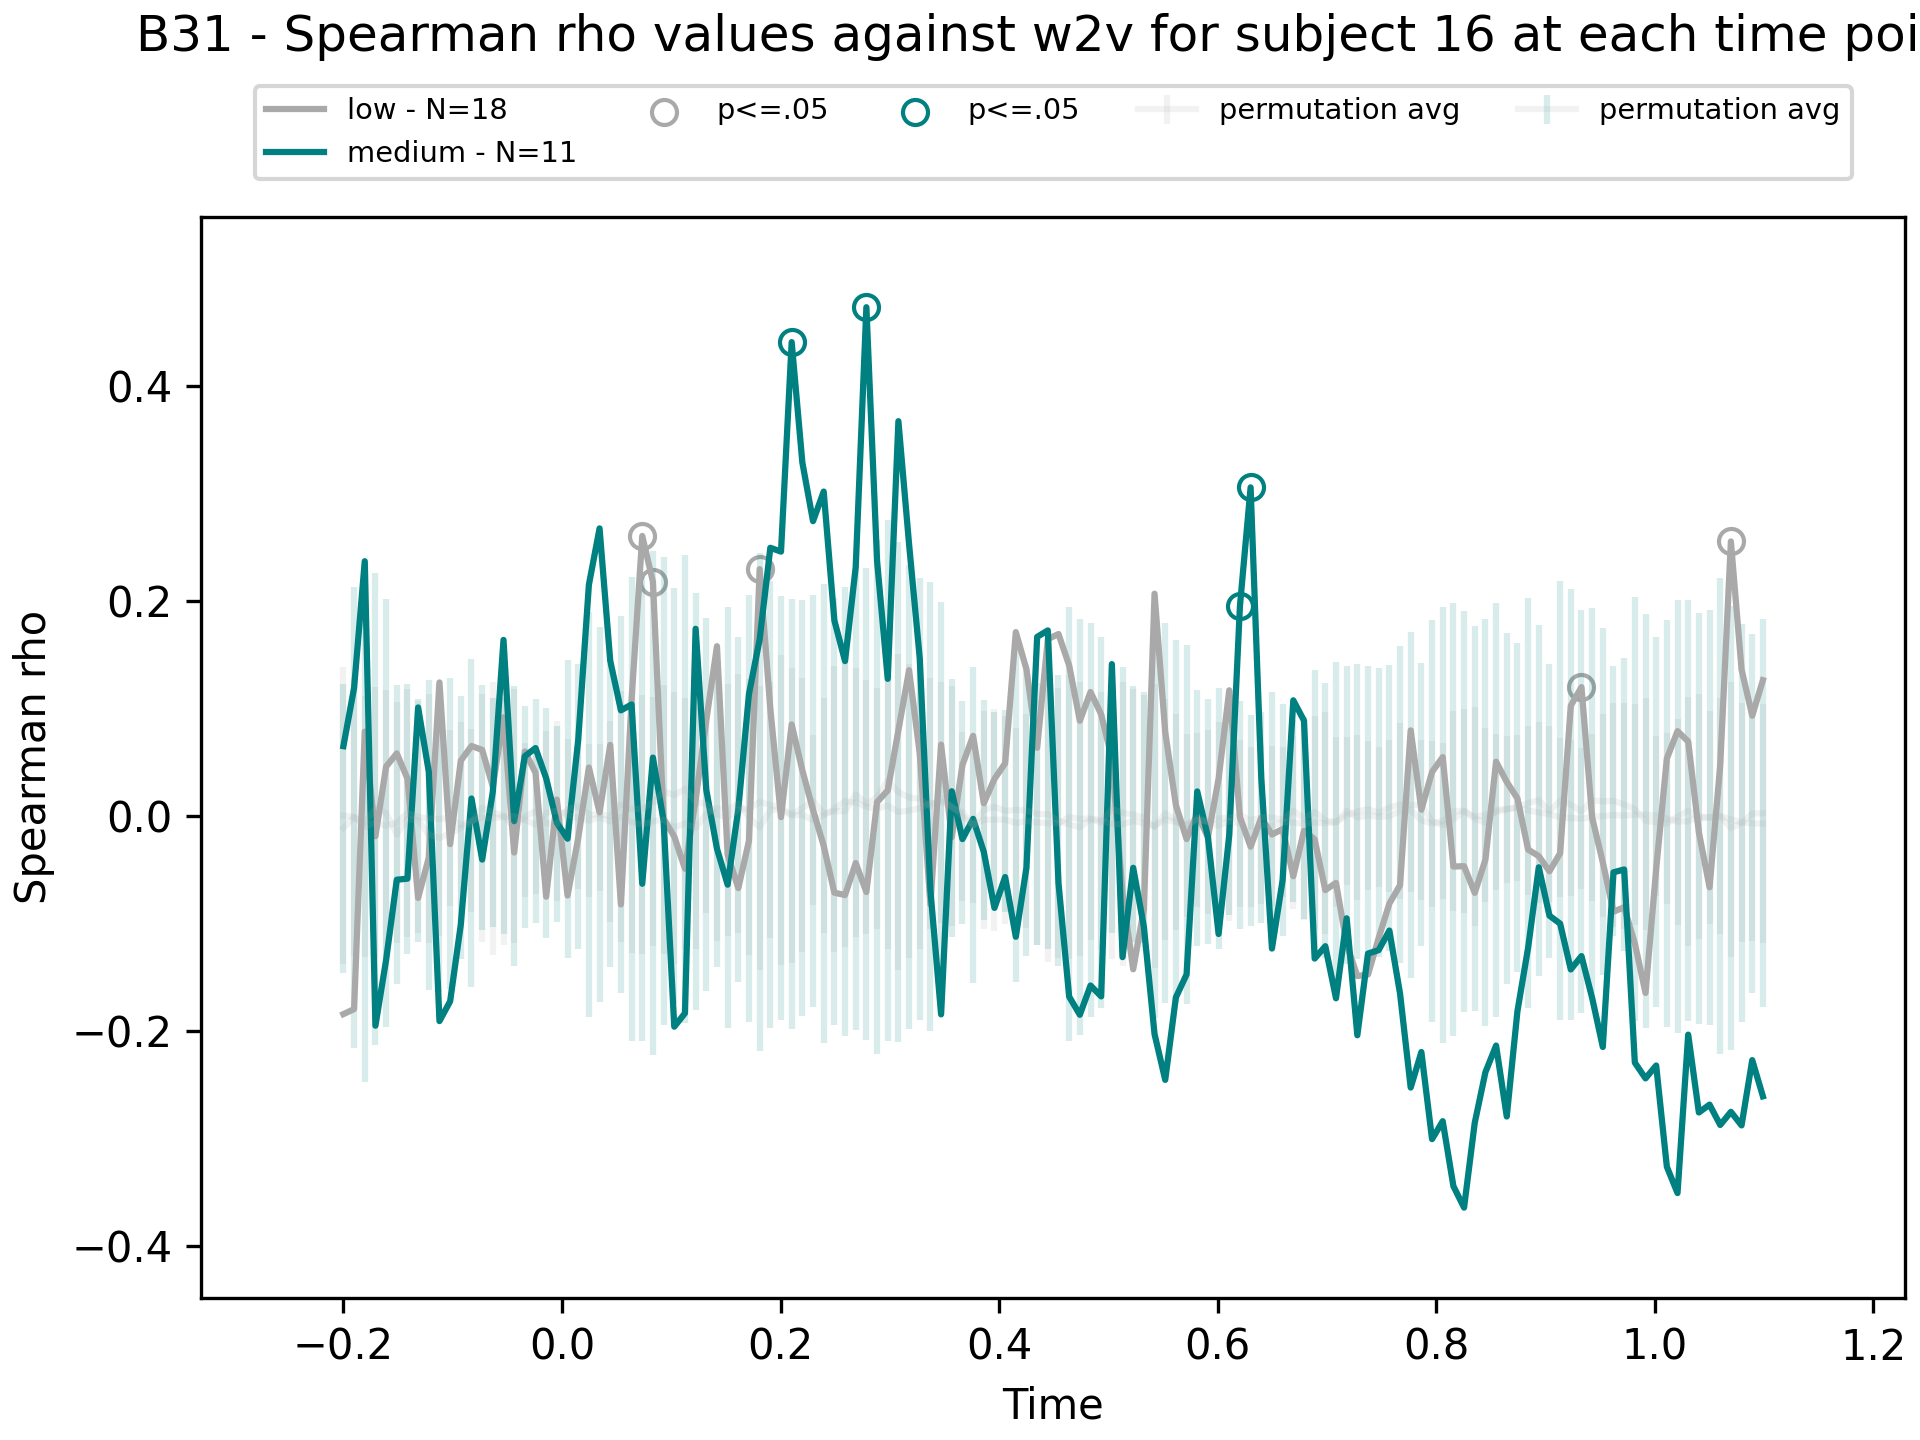 B31 - Spearman rho values against w2v for subject 16 at each time poi
low - N=18
medium - N=11
p<=.05
p<=.05
permutation avg
permutation avg
Spearman rho
0.4
0.2
0.0
−0.2
−0.4
−0.2 0.0 0.2 0.4 0.6 0.8 1.0 1.2
Time